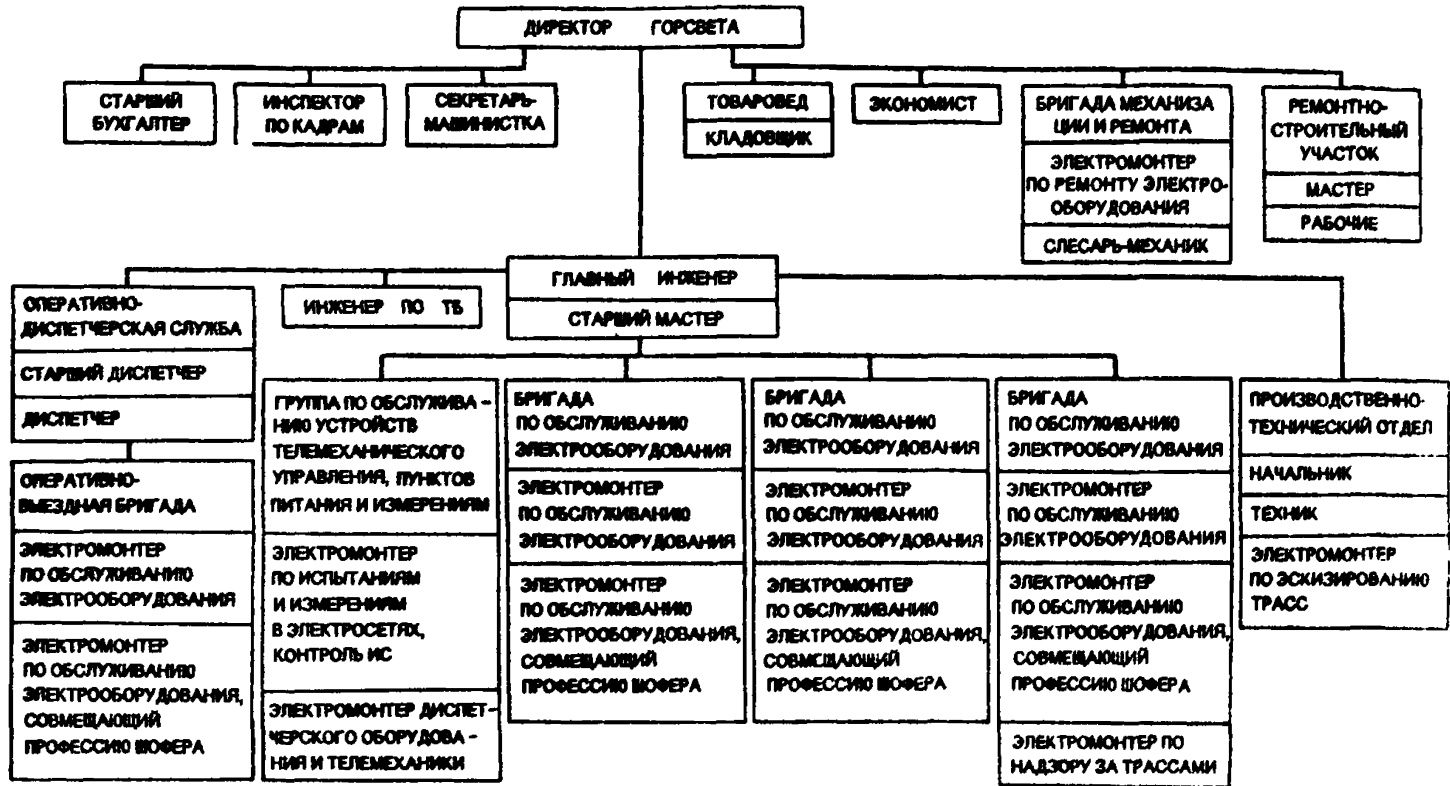 ДИРЕКТОР ГОРСВЕТА
СТАРШИЙ
БУХГАЛТЕР
ИНСПЕКТОР
ПО КАДРАМ
СЕКРЕТАРЬ-
МАШИНИСТКА
ТОВАРОВЕД
КЛАДОВЩИК
ЭКОНОМИСТ
БРИГАДА МЕХАНИЗА
ЦИИ И РЕМОНТА
ЭЛЕКТРОМОНТЕР
ПО РЕМОНТУ ЭЛЕКТРО-
ОБОРУДОВАНИЯ
СЛЕСАРЬ-МЕХАНИК
РЕМОНТНО-
СТРОИТЕЛЬНЫЙ
УЧАСТОК
МАСТЕР
РАБОЧИЕ
ГЛАВНЫЙ ИНЖЕНЕР
СТАРШИЙ МАСТЕР
ИНЖЕНЕР ПО ТБ
ОПЕРАТИВНО-
ДИСПЕТЧЕРСКАЯ СЛУЖБА
СТАРШИЙ ДИСПЕТЧЕР
ДИСПЕТЧЕР
ОПЕРАТИВНО-
ВЫЕЗДНАЯ БРИГАДА
ЭЛЕКТРОМОНТЕР
ПО ОБСЛУЖИВАНИЮ
ЭЛЕКТРООБОРУДОВАНИЯ
ЭЛЕКТРОМОНТЕР
ПО ОБСЛУЖИВАНИЮ
ЭЛЕКТРООБОРУДОВАНИЯ,
СОВМЕЩАЮЩИЙ
ПРОФЕССИЮ ШОФЕРА
ГРУППА ПО ОБСЛУЖИВА-
НИЮ УСТРОЙСТВ
ТЕЛЕМЕХАНИЧЕСКОГО
УПРАВЛЕНИЯ, ПУНКТОВ
ПИТАНИЯ И ИЗМЕРЕНИЯМ
ЭЛЕКТРОМОНТЕР
ПО ИСПЫТАНИЯМ
И ИЗМЕРЕНИЯМ
В ЭЛЕКТРОСЕТЯХ,
КОНТРОЛЬ ИС
ЭЛЕКТРОМОНТЕР ДИСПЕТ-
ЧЕРСКОГО ОБОРУДОВА-
НИЯ И ТЕЛЕМЕХАНИКИ
БРИГАДА
ПО ОБСЛУЖИВАНИЮ
ЭЛЕКТРООБОРУДОВАНИЯ
ЭЛЕКТРОМОНТЕР
ПО ОБСЛУЖИВАНИЮ
ЭЛЕКТРООБОРУДОВАНИЯ
ЭЛЕКТРОМОНТЕР
ПО ОБСЛУЖИВАНИЮ
ЭЛЕКТРООБОРУДОВАНИЯ,
СОВМЕЩАЮЩИЙ
ПРОФЕССИЮ ШОФЕРА
БРИГАДА
ПО ОБСЛУЖИВАНИЮ
ЭЛЕКТРООБОРУДОВАНИЯ
ЭЛЕКТРОМОНТЕР
ПО ОБСЛУЖИВАНИЮ
ЭЛЕКТРООБОРУДОВАНИЯ
ЭЛЕКТРОМОНТЕР
ПО ОБСЛУЖИВАНИЮ
ЭЛЕКТРООБОРУДОВАНИЯ,
СОВМЕЩАЮЩИЙ
ПРОФЕССИЮ ШОФЕРА
БРИГАДА
ПО ОБСЛУЖИВАНИЮ
ЭЛЕКТРООБОРУДОВАНИЯ
ЭЛЕКТРОМОНТЕР
ПО ОБСЛУЖИВАНИЮ
ЭЛЕКТРООБОРУДОВАНИЯ
ЭЛЕКТРОМОНТЕР
ПО ОБСЛУЖИВАНИЮ
ЭЛЕКТРООБОРУДОВАНИЯ,
СОВМЕЩАЮЩИЙ
ПРОФЕССИЮ ШОФЕРА
ЭЛЕКТРОМОНТЕР ПО
НАДЗОРУ ЗА ТРАССАМИ
ПРОИЗВОДСТВЕННО-
ТЕХНИЧЕСКИЙ ОТДЕЛ
НАЧАЛЬНИК
ТЕХНИК
ЭЛЕКТРОМОНТЕР
ПО ЭСКИЗИРОВАНИЮ
ТРАСС